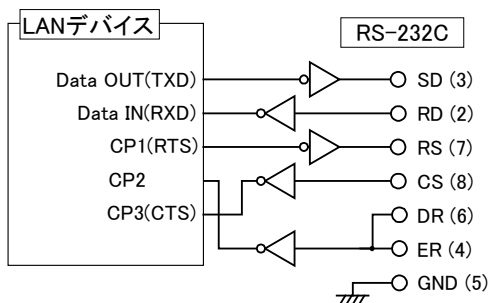 LANデバイス
RS-232C
Data OUT(TXD)
SD (3)
Data IN(RXD)
RD (2)
CP1(RTS)
RS (7)
CP2
CS (8)
CP3(CTS)
DR (6)
ER (4)
GND (5)